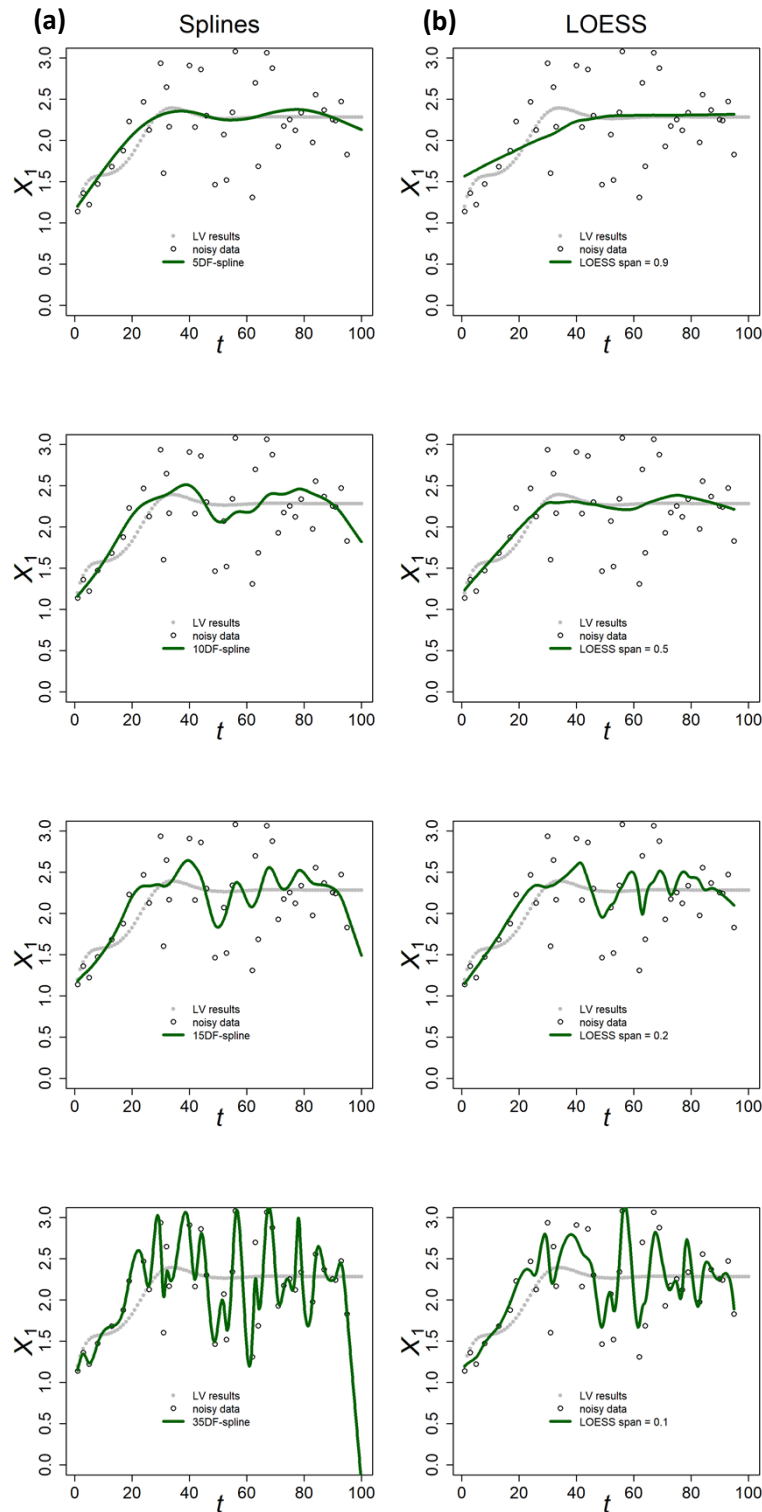 (a) Splines (b) LOESS
X1 0.0 0.5 1.0 1.5 2.0 2.5 3.0
LV results
noisy data
5DF-spline
0 20 40 60 80 100
t
X1 0.0 0.5 1.0 1.5 2.0 2.5 3.0
LV results
noisy data
LOESS span = 0.9
0 20 40 60 80 100
t
X1 0.0 0.5 1.0 1.5 2.0 2.5 3.0
LV results
noisy data
10DF-spline
0 20 40 60 80 100
t
X1 0.0 0.5 1.0 1.5 2.0 2.5 3.0
LV results
noisy data
LOESS span = 0.5
0 20 40 60 80 100
t
X1 0.0 0.5 1.0 1.5 2.0 2.5 3.0
LV results
noisy data
15DF-spline
0 20 40 60 80 100
t
X1 0.0 0.5 1.0 1.5 2.0 2.5 3.0
LV results
noisy data
LOESS span = 0.2
0 20 40 60 80 100
t
X1 0.0 0.5 1.0 1.5 2.0 2.5 3.0
LV results
noisy data
35DF-spline
0 20 40 60 80 100
t
X1 0.0 0.5 1.0 1.5 2.0 2.5 3.0
LV results
noisy data
LOESS span = 0.1
0 20 40 60 80 100
t